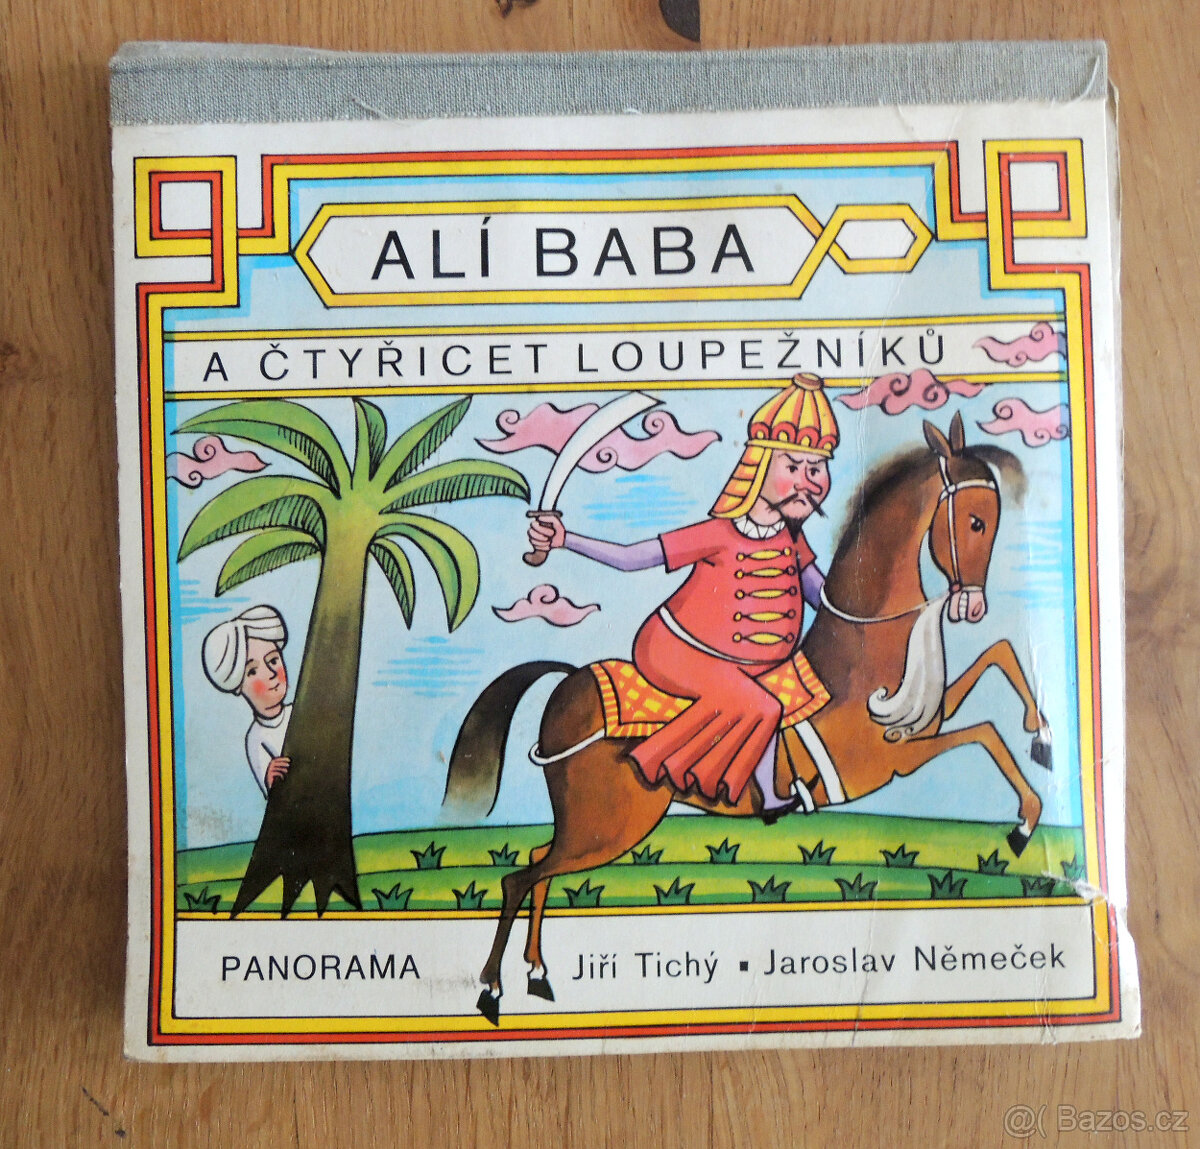 ALÍ BABA
A ČTYŘICET LOUPEŽNÍKŮ
PANORAMA
Jiří Tichý ▪ Jaroslav Němeček
@( Bazos.cz